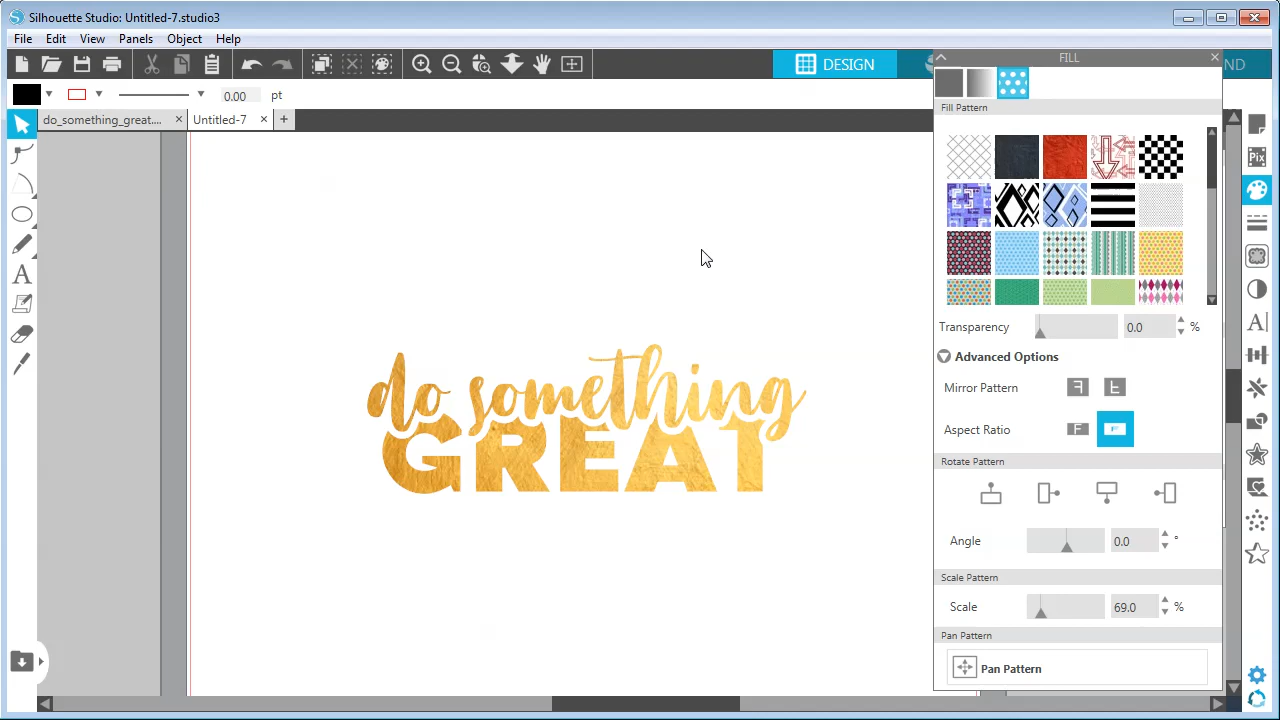 Silhouette Studio: Untitled-7.studio3
File Edit View Panels Object Help
DESIGN
ND
FILL
0.00 pt
do_something_great....
Untitled-7
Fill Pattern
Transparency 0.0 %
Advanced Options
Mirror Pattern
Aspect Ratio
Rotate Pattern
Angle 0.0 °
Scale Pattern
Scale 69.0 %
Pan Pattern
Pan Pattern
Pix
do something
GREAT